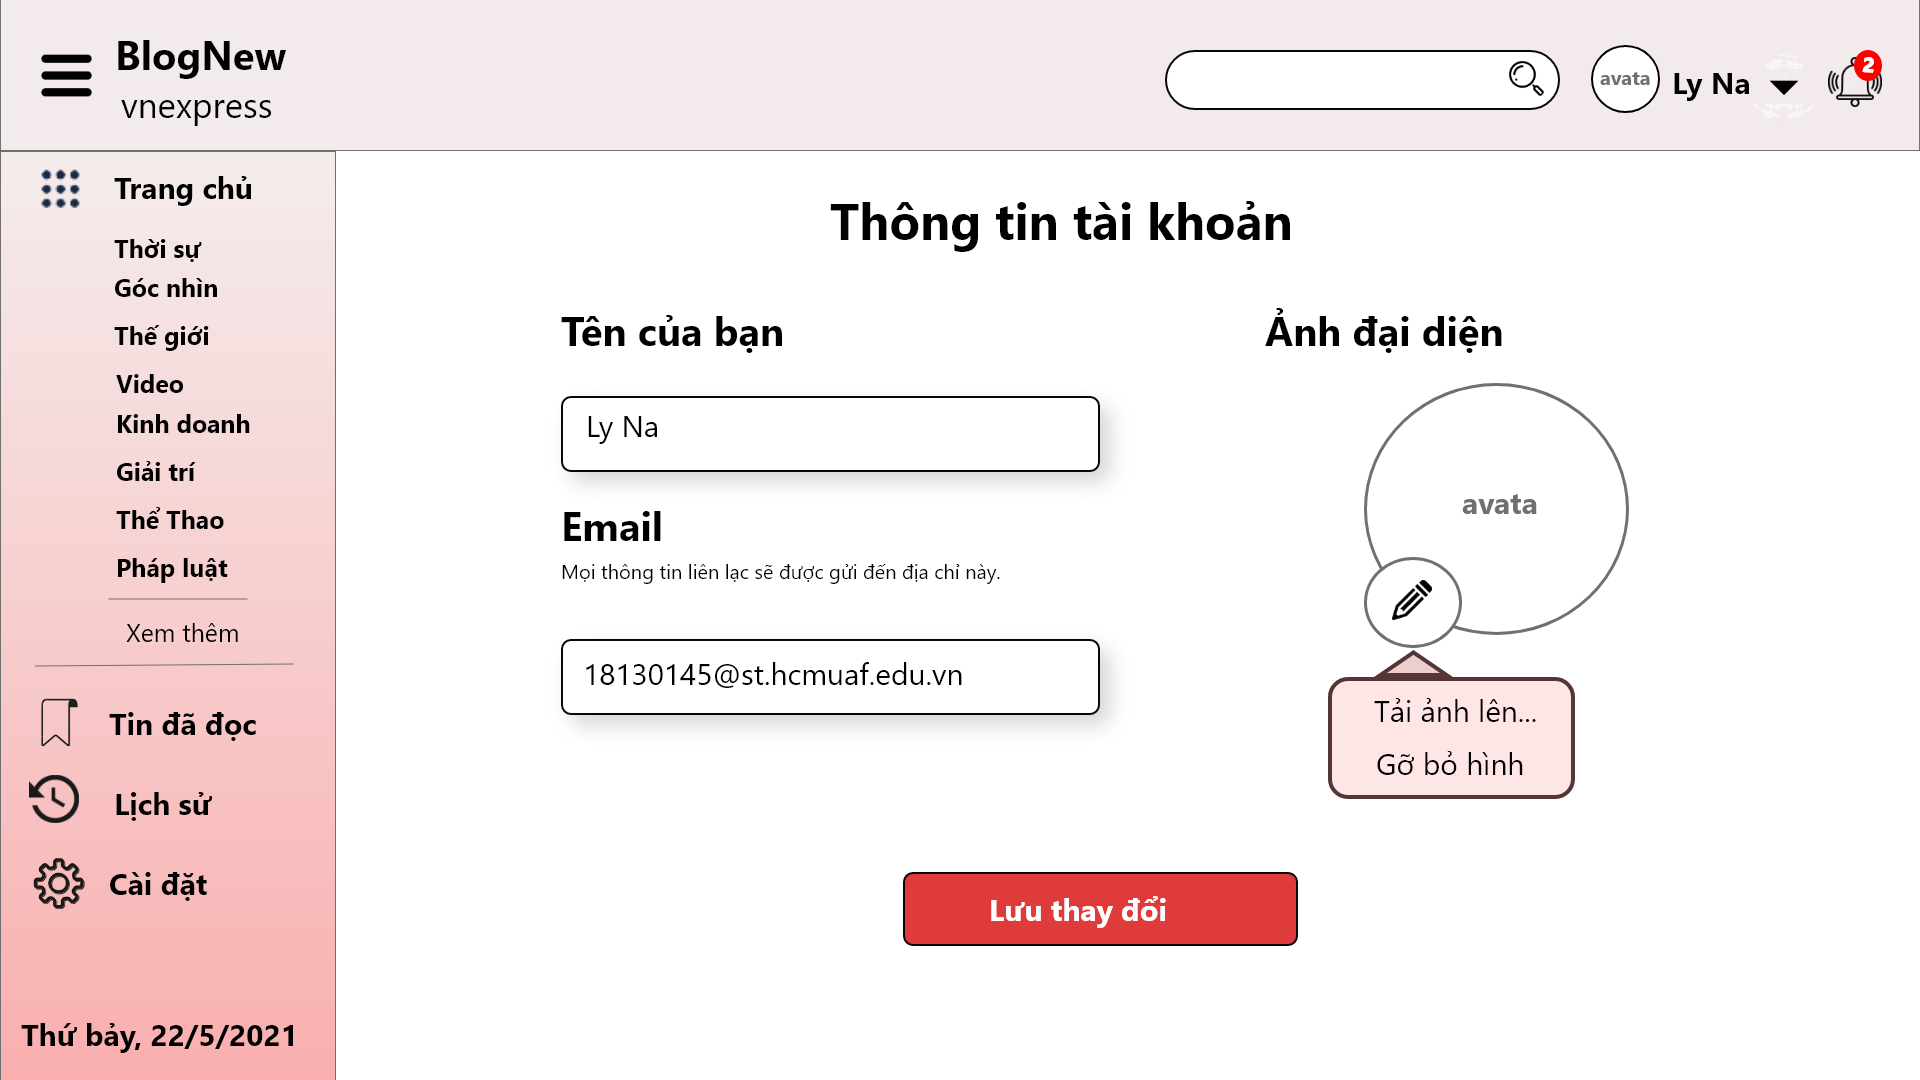 BlogNew
vnexpress
avata
Ly Na
2
Trang chủ
Thời sự
Góc nhìn
Thế giới
Video
Kinh doanh
Giải trí
Thể Thao
Pháp luật
Xem thêm
Tin đã đọc
Lịch sử
Cài đặt
Thứ bảy, 22/5/2021
Thông tin tài khoản
Tên của bạn
Ly Na
Email
Mọi thông tin liên lạc sẽ được gửi đến địa chỉ này.
18130145@st.hcmuaf.edu.vn
Ảnh đại diện
avata
Tải ảnh lên...
Gỡ bỏ hình
Lưu thay đổi